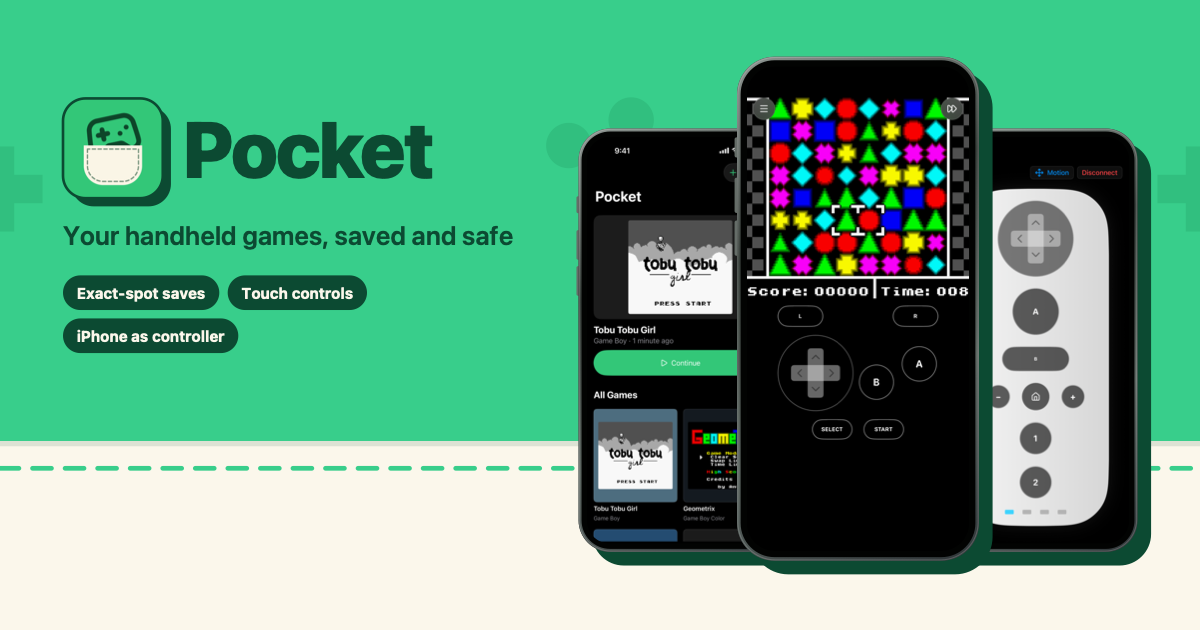 Pocket
Your handheld games, saved and safe
Exact-spot saves
Touch controls
iPhone as controller
9:41
Pocket
tobu tobu
girl
PRESS START
Tobu Tobu Girl
Game Boy · 1 minute ago
Continue
All Games
tobu tobu
girl
PRESS START
Tobu Tobu Girl
Game Boy
Geometrix
Game Boy Color
Score: 00000
Time: 008
L
R
A
B
SELECT
START
Motion
Disconnect
A
B
−
+
1
2